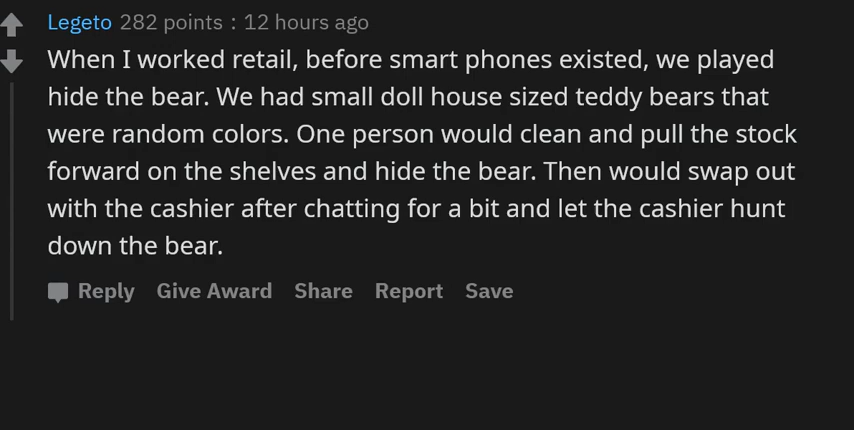 Legeto 282 points : 12 hours ago
When I worked retail, before smart phones existed, we played
hide the bear. We had small doll house sized teddy bears that
were random colors. One person would clean and pull the stock
forward on the shelves and hide the bear. Then would swap out
with the cashier after chatting for a bit and let the cashier hunt
down the bear.
Reply Give Award Share Report Save